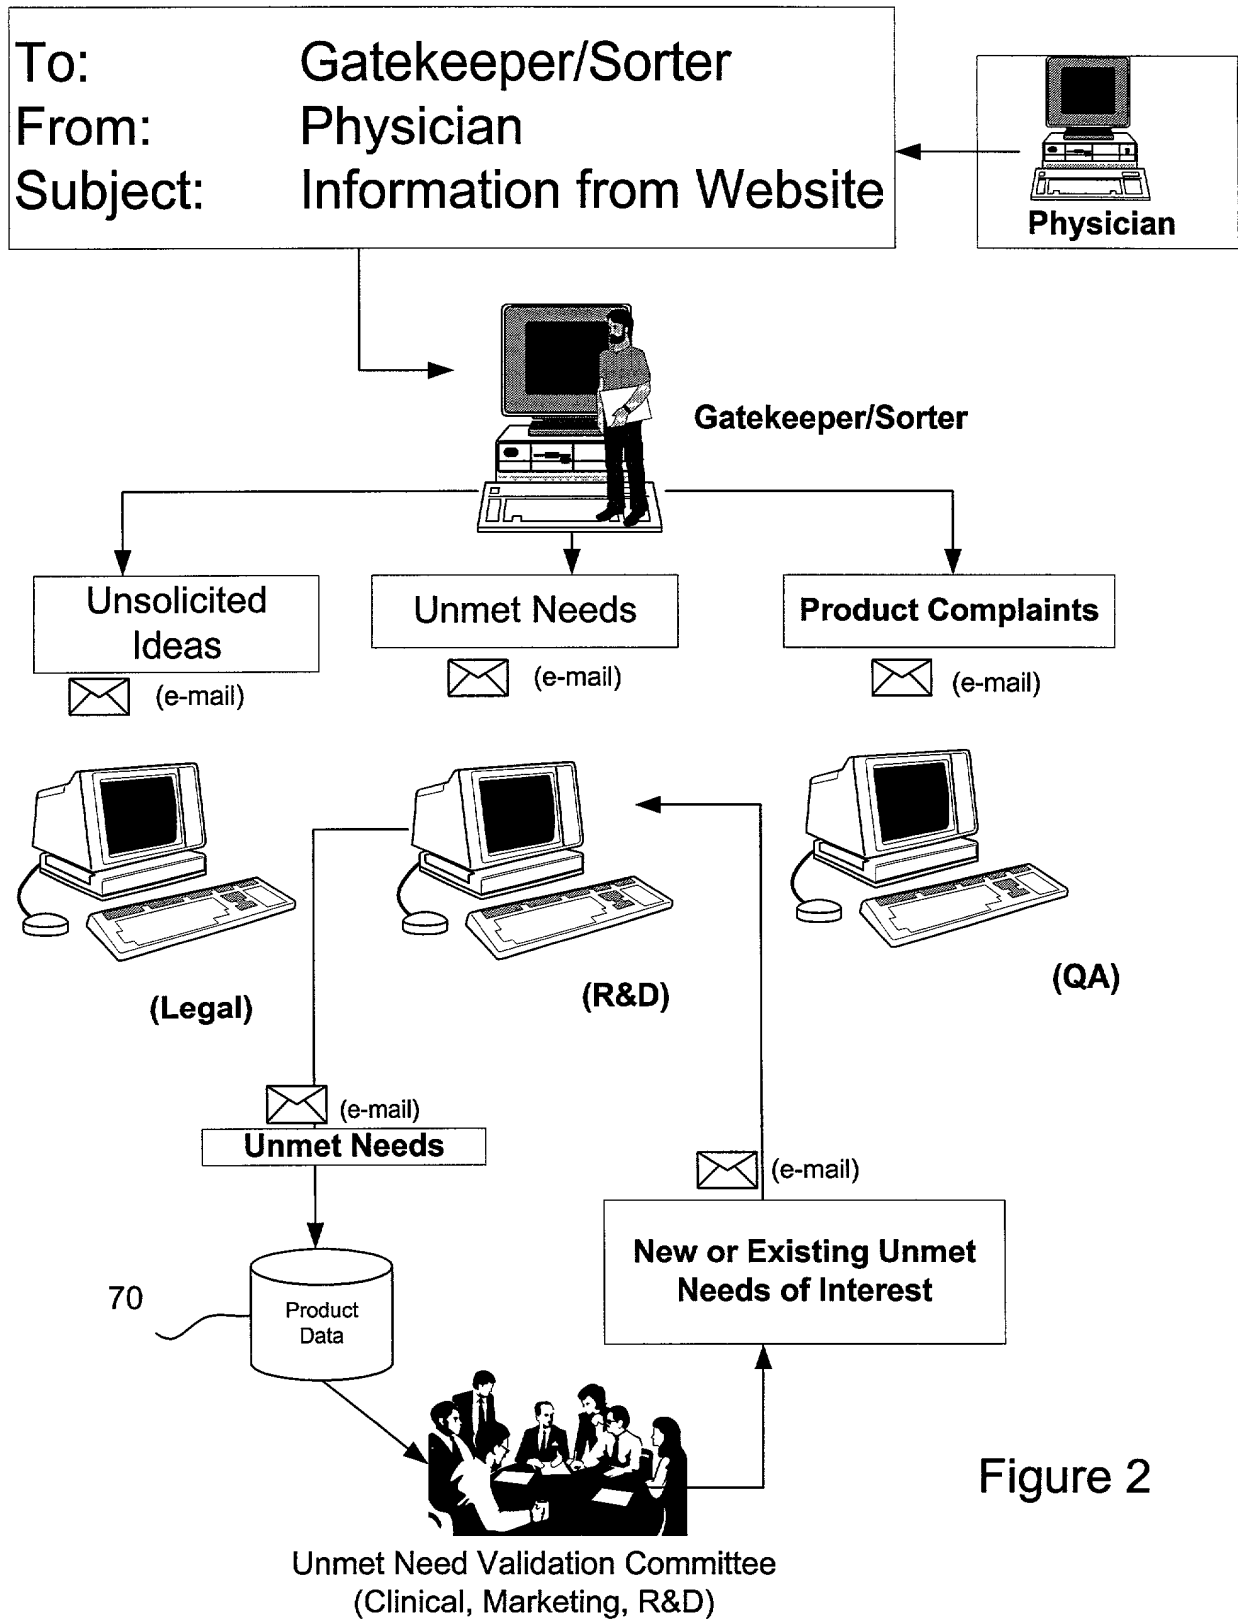 To: Gatekeeper/Sorter
From: Physician
Subject: Information from Website
Physician
Gatekeeper/Sorter
Unsolicited
Ideas
(e-mail)
Unmet Needs
(e-mail)
Product Complaints
(e-mail)
(Legal)
(R&D)
(QA)
(e-mail)
Unmet Needs
(e-mail)
New or Existing Unmet
Needs of Interest
70
Product
Data
Figure 2
Unmet Need Validation Committee
(Clinical, Marketing, R&D)